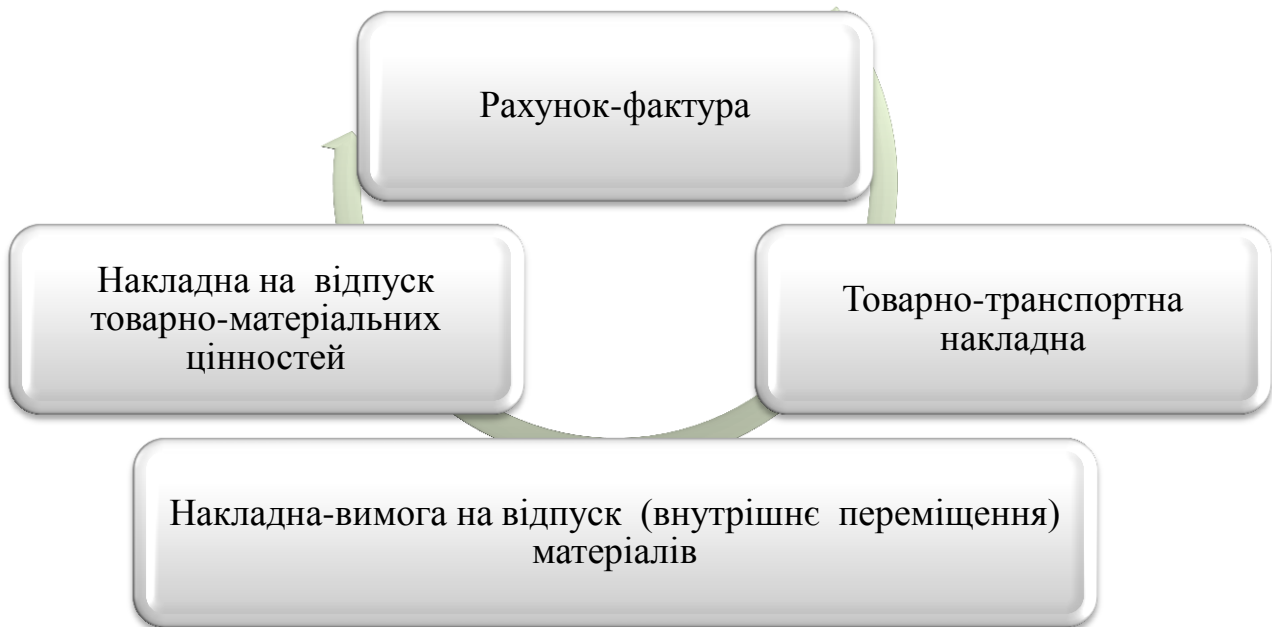 Рахунок-фактура
Накладна на відпуск
товарно-матеріальних
цінностей
Товарно-транспортна
накладна
Накладна-вимога на відпуск (внутрішнє переміщення)
матеріалів